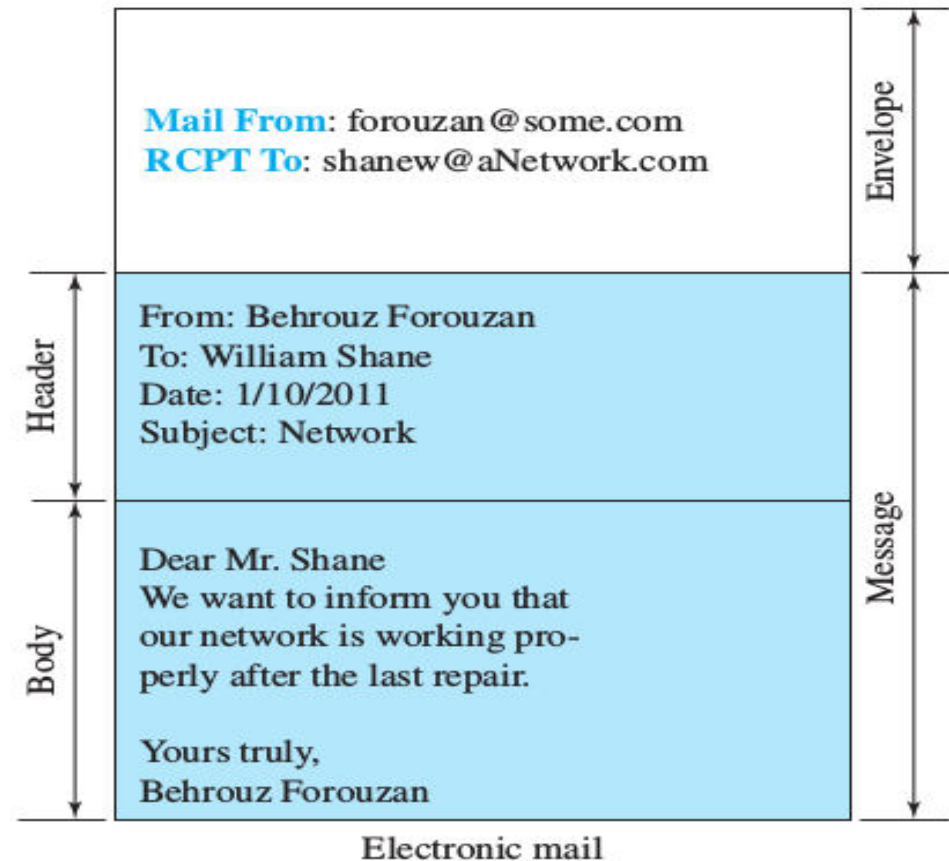 Mail From: forouzan@some.com
RCPT To: shanew@aNetwork.com
Envelope
Header
From: Behrouz Forouzan
To: William Shane
Date: 1/10/2011
Subject: Network
Message
Body
Dear Mr. Shane
We want to inform you that
our network is working pro-
perly after the last repair.
Yours truly,
Behrouz Forouzan
Electronic mail